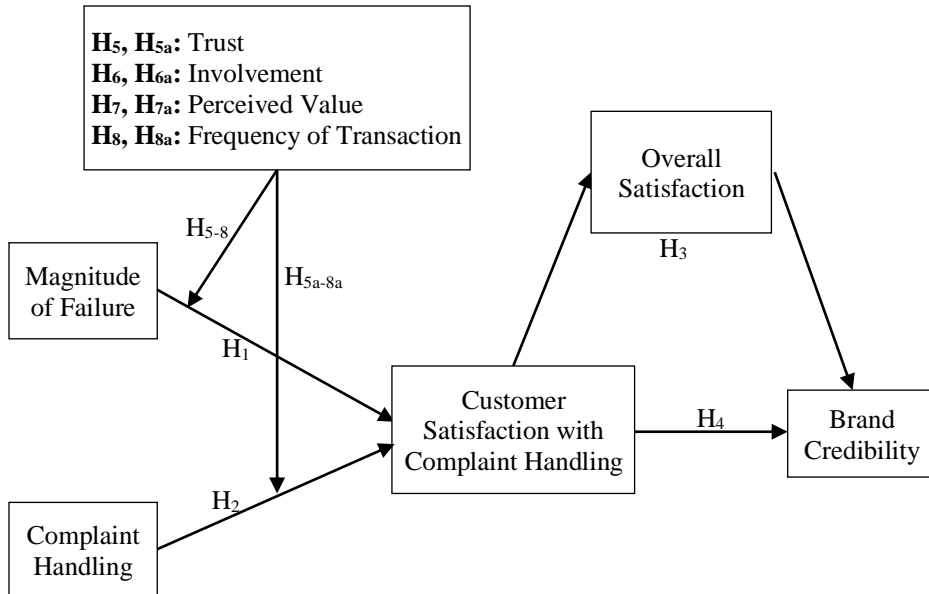 H5, H5a: Trust
H6, H6a: Involvement
H7, H7a: Perceived Value
H8, H8a: Frequency of Transaction
Overall
Satisfaction
H5-8
H3
Magnitude
of Failure
H5a-8a
H1
Customer
Satisfaction with
Complaint Handling
H4
Brand
Credibility
H2
Complaint
Handling